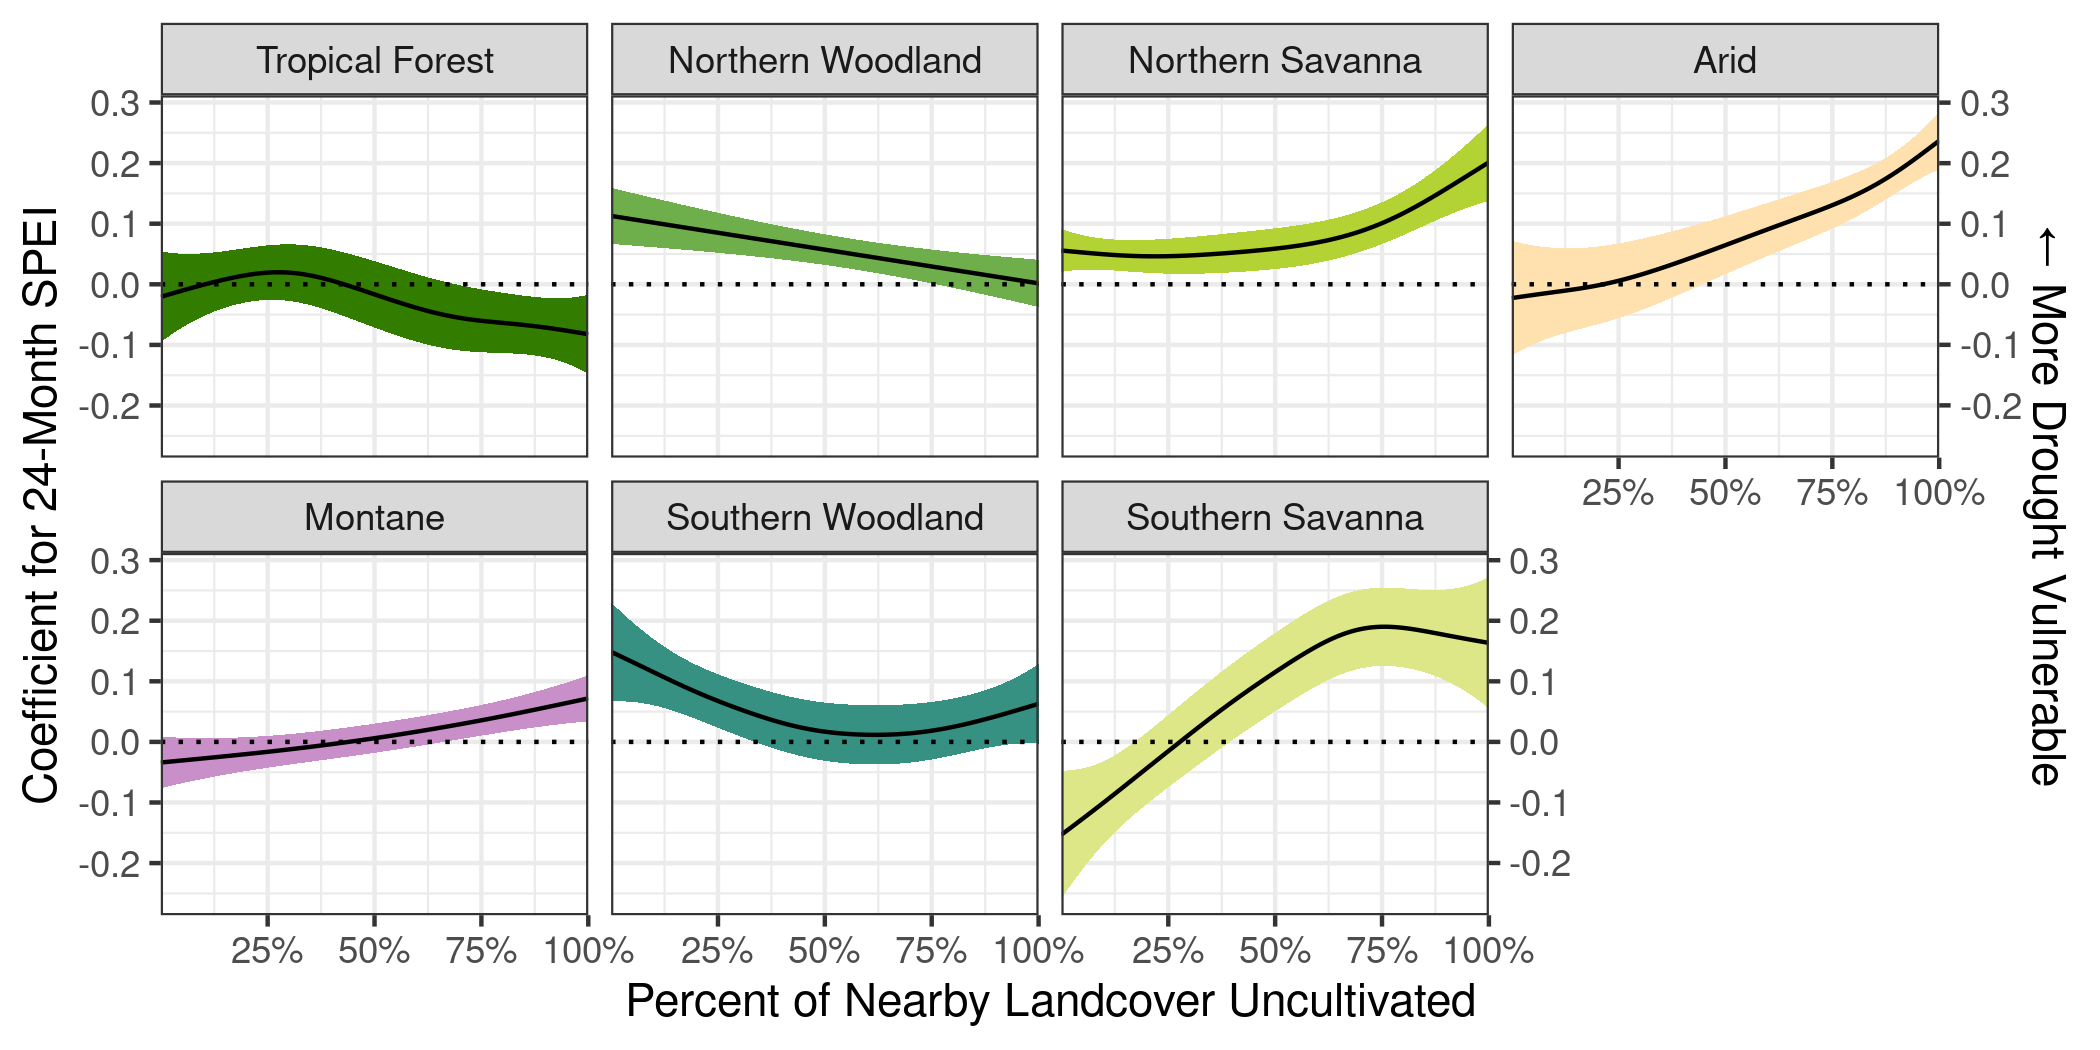 Tropical Forest
Northern Woodland
Northern Savanna
Arid
0.3
0.2
0.1
0.0
-0.1
-0.2
0.3
0.2
0.1
0.0
-0.1
-0.2
25% 50% 75% 100%
Montane
Southern Woodland
Southern Savanna
0.3
0.2
0.1
0.0
-0.1
-0.2
0.3
0.2
0.1
0.0
-0.1
-0.2
25% 50% 75% 100%
25% 50% 75% 100%
25% 50% 75% 100%
Percent of Nearby Landcover Uncultivated
Coefficient for 24-Month SPEI
← More Drought Vulnerable